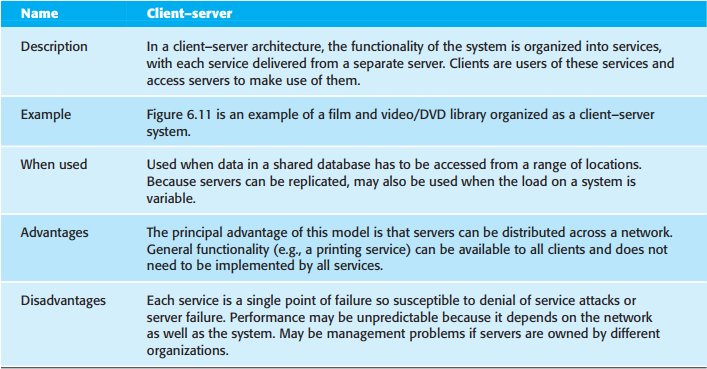 Name Client–server
Description In a client–server architecture, the functionality of the system is organized into services,
with each service delivered from a separate server. Clients are users of these services and
access servers to make use of them.
Example Figure 6.11 is an example of a film and video/DVD library organized as a client–server
system.
When used Used when data in a shared database has to be accessed from a range of locations.
Because servers can be replicated, may also be used when the load on a system is
variable.
Advantages The principal advantage of this model is that servers can be distributed across a network.
General functionality (e.g., a printing service) can be available to all clients and does not
need to be implemented by all services.
Disadvantages Each service is a single point of failure so susceptible to denial of service attacks or
server failure. Performance may be unpredictable because it depends on the network
as well as the system. May be management problems if servers are owned by different
organizations.